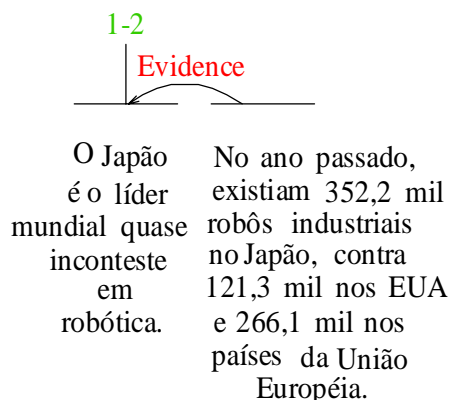 1-2
Evidence
O Japão
é o líder
mundial quase
inconteste
em
robótica.
No ano passado,
existiam 352,2 mil
robôs industriais
no Japão, contra
121,3 mil nos EUA
e 266,1 mil nos
países da União
Européia.